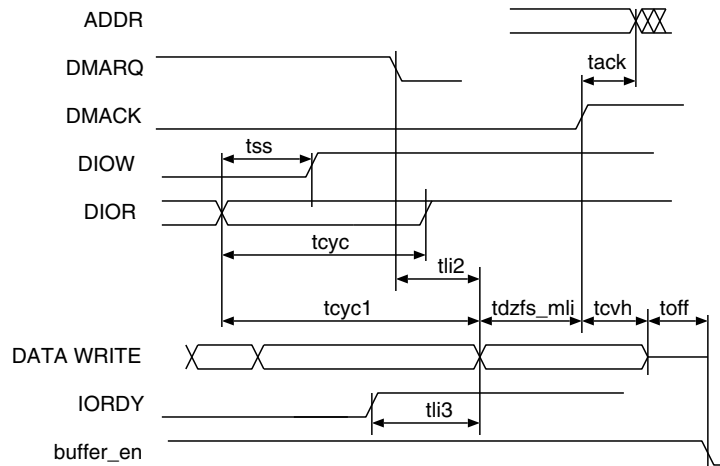 ADDR
DMARQ
tack
DMACK
DIOW
tss
DIOR
tcyc
tli2
tcyc1
tdzfs_mli
tcvh
toff
DATA WRITE
IORDY
tli3
buffer_en